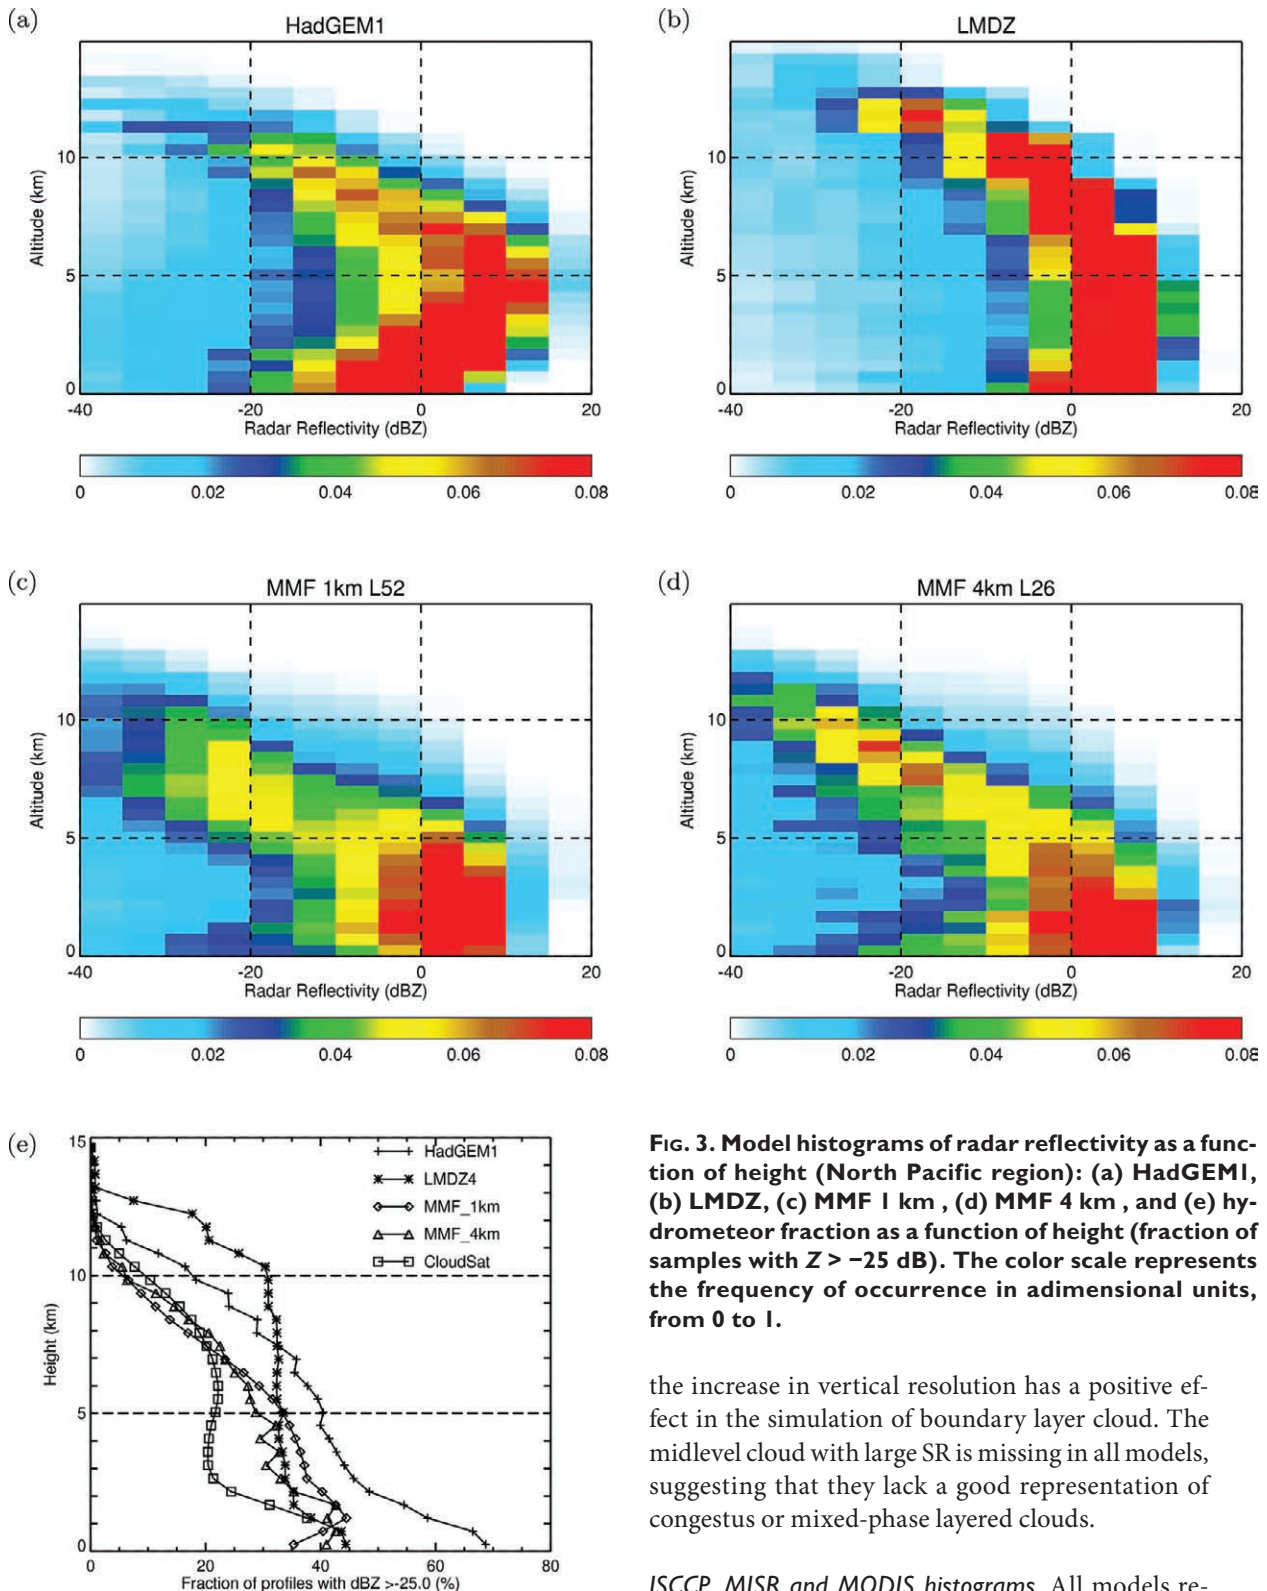 (a)
HadGEM1
Altitude (km)
10
5
0
-40
-20
0
20
Radar Reflectivity (dBZ)
0
0.02
0.04
0.06
0.08
(b)
LMDZ
Altitude (km)
10
5
0
-40
-20
0
20
Radar Reflectivity (dBZ)
0
0.02
0.04
0.06
0.08
(c)
MMF 1km L52
Altitude (km)
10
5
0
-40
-20
0
20
Radar Reflectivity (dBZ)
0
0.02
0.04
0.06
0.08
(d)
MMF 4km L26
Altitude (km)
10
5
0
-40
-20
0
20
Radar Reflectivity (dBZ)
0
0.02
0.04
0.06
0.08
(e)
15
10
5
0
Height (km)
HadGEM1
LMDZ4
MMF_1km
MMF_4km
CloudSat
0
20
40
60
80
Fraction of profiles with dBZ >-25.0 (%)
FIG. 3. Model histograms of radar reflectivity as a func-
tion of height (North Pacific region): (a) HadGEM1,
(b) LMDZ, (c) MMF 1 km , (d) MMF 4 km , and (e) hy-
drometeor fraction as a function of height (fraction of
samples with Z > −25 dB). The color scale represents
the frequency of occurrence in adimensional units,
from 0 to 1.
the increase in vertical resolution has a positive ef-
fect in the simulation of boundary layer cloud. The
midlevel cloud with large SR is missing in all models,
suggesting that they lack a good representation of
congestus or mixed-phase layered clouds.
ISCCP, MISR and MODIS histograms. All models re-